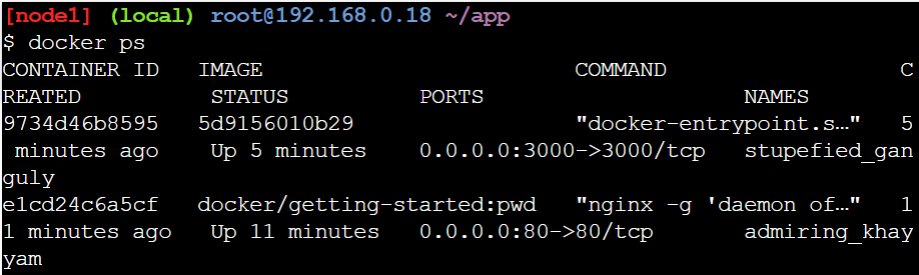 [node1] (local) root@192.168.0.18 ~/app
$ docker ps
CONTAINER ID   IMAGE                        COMMAND                  C
REATED          STATUS          PORTS                    NAMES
9734d46b8595   5d9156010b29                 "docker-entrypoint.s…"   5
 minutes ago    Up 5 minutes    0.0.0.0:3000->3000/tcp   stupefied_gan
guly
e1cd24c6a5cf   docker/getting-started:pwd   "nginx -g 'daemon of…"   1
1 minutes ago   Up 11 minutes   0.0.0.0:80->80/tcp       admiring_khay
yam